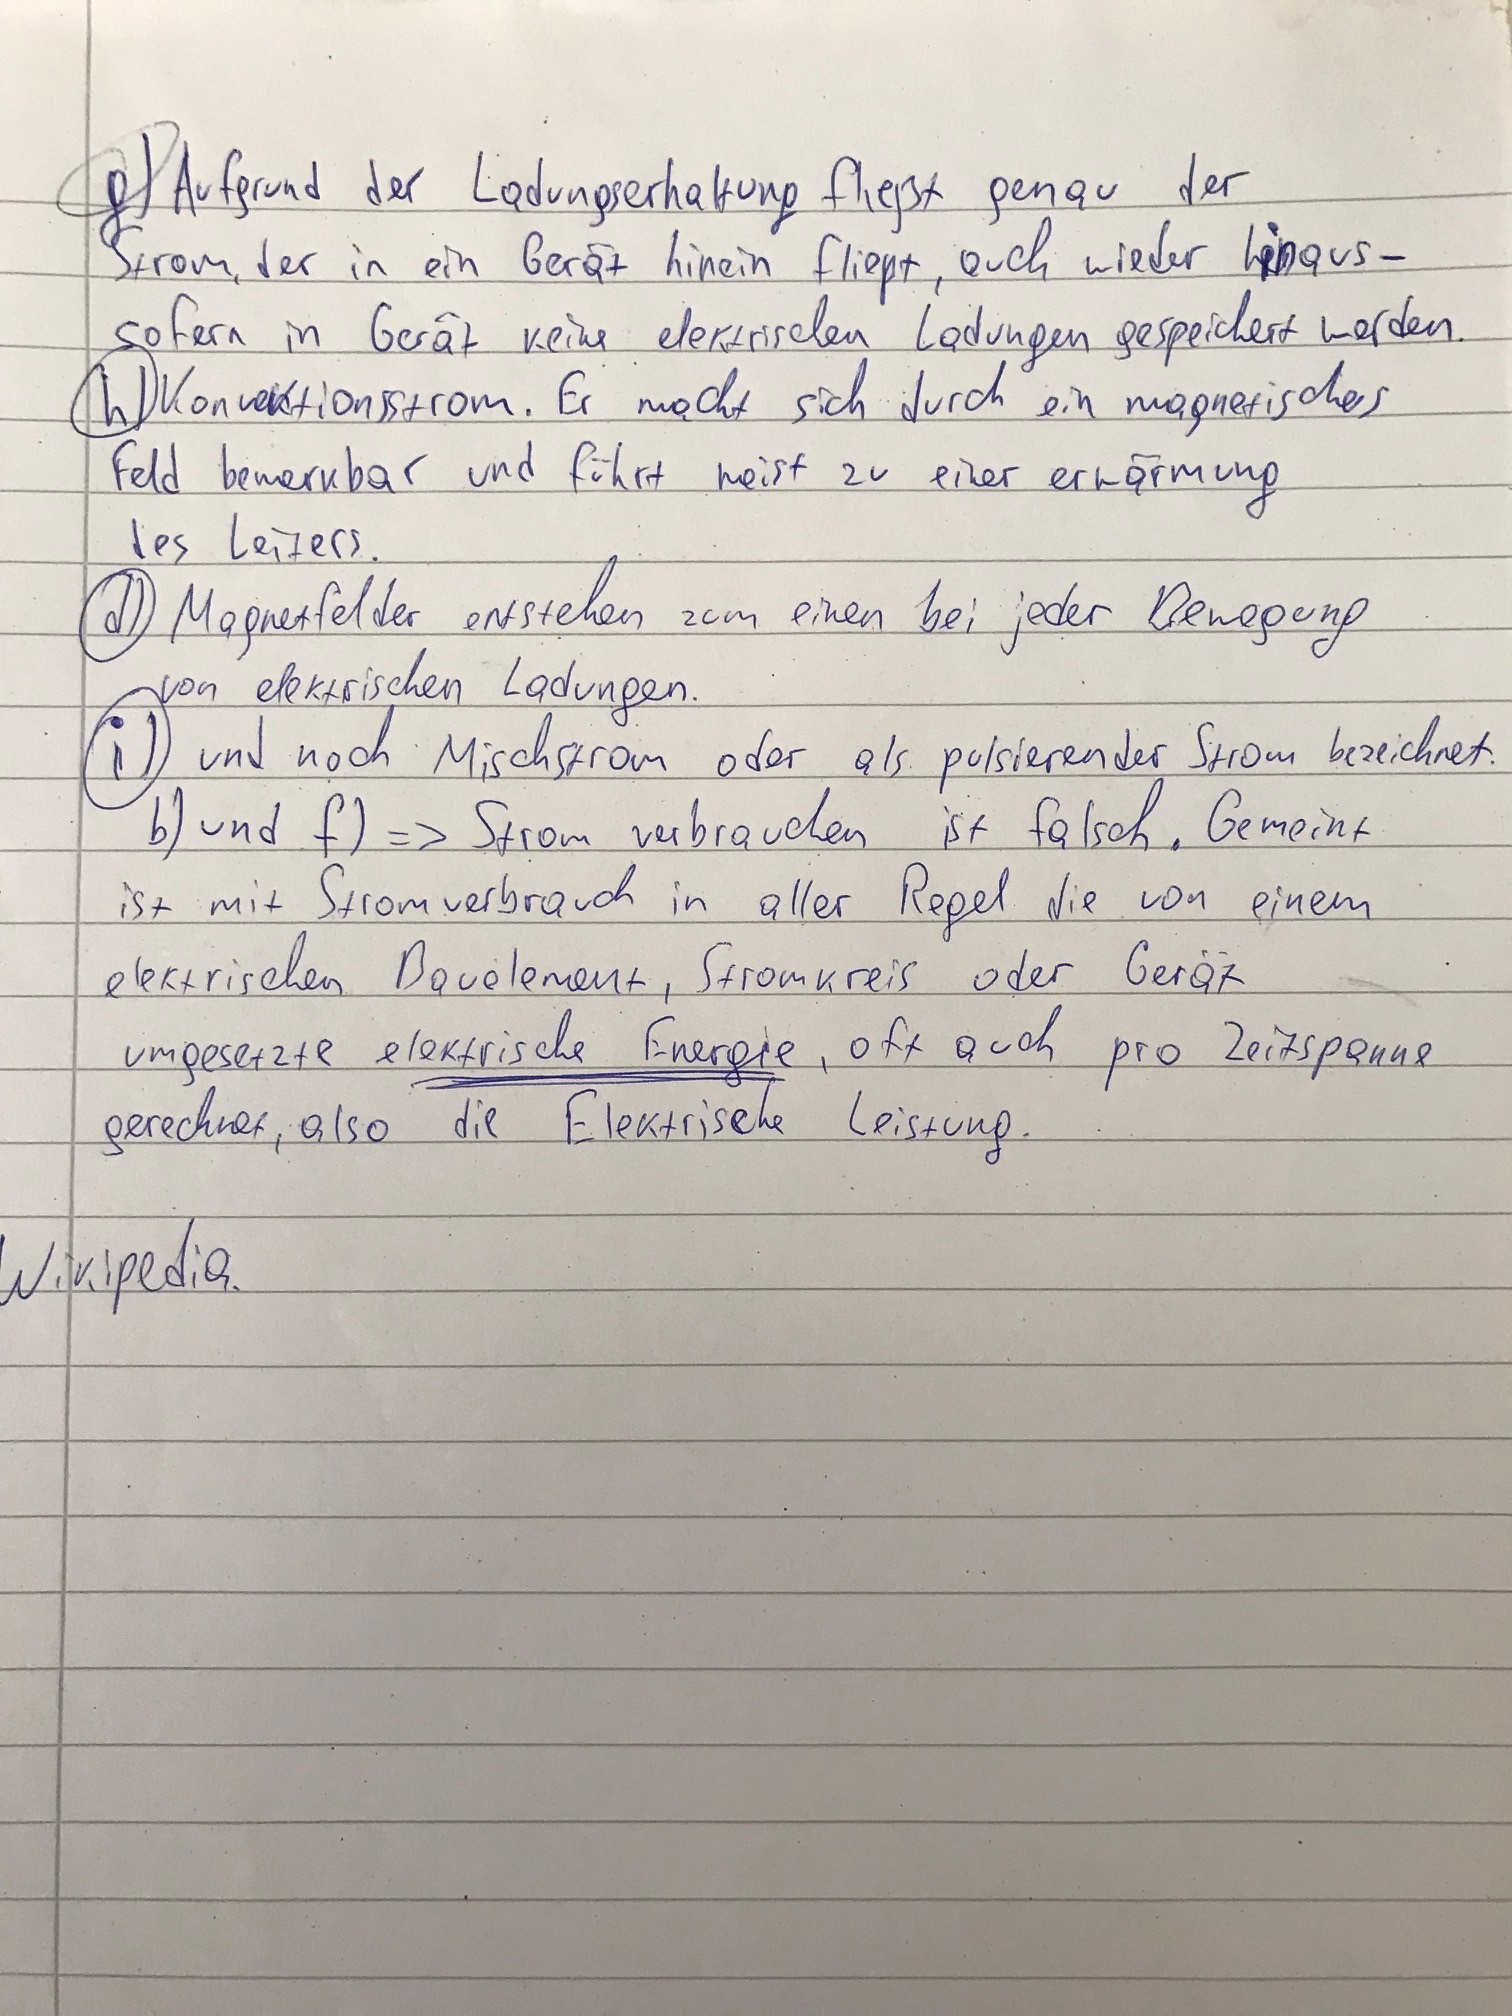 g) Aufgrund der Ladungserhaltung fließt genau der
Strom, der in ein Gerät hinein fließt, auch wieder hinaus -
sofern in Gerät keine elektrischen Ladungen gespeichert werden.
h) Konvektionsstrom. Er macht sich durch ein magnetisches
Feld bemerkbar und führt meist zu einer erwärmung
des Leiters.
d) Magnetfelder entstehen zum einen bei jeder Bewegung
von elektrischen Ladungen.
i) und noch Mischstrom oder als pulsierender Strom bezeichnet.
b) und f) => Strom verbrauchen ist falsch. Gemeint
ist mit Stromverbrauch in aller Regel die von einem
elektrischen Bauelement, Stromkreis oder Gerät
umgesetzte elektrische Energie, oft auch pro Zeitspanne
gerechnet, also die Elektrische Leistung.
Wikipedia.